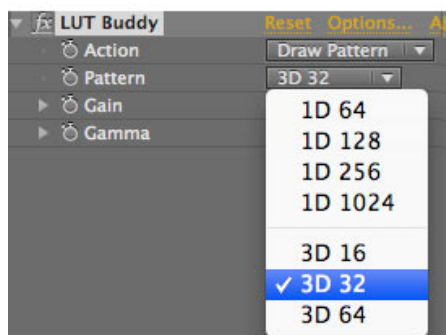 fx LUT Buddy Reset Options... A
Action Draw Pattern
Pattern 3D 32
Gain
Gamma
1D 64
1D 128
1D 256
1D 1024
3D 16
✓ 3D 32
3D 64